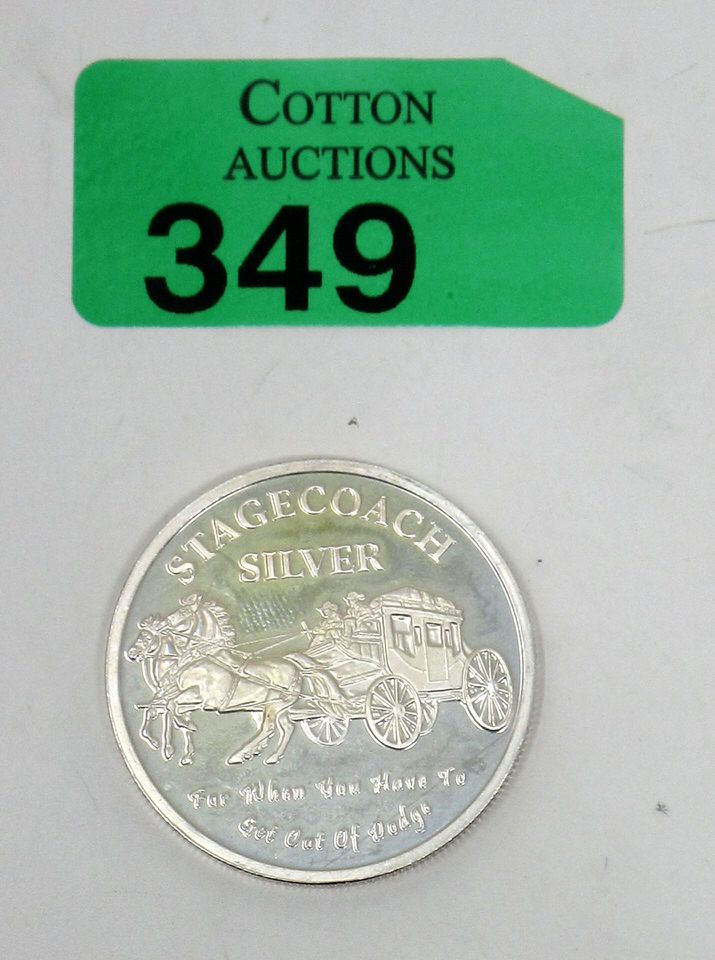 COTTON
AUCTIONS
349
STAGECOACH
SILVER
For When You Have To
Get Out Of Dodge